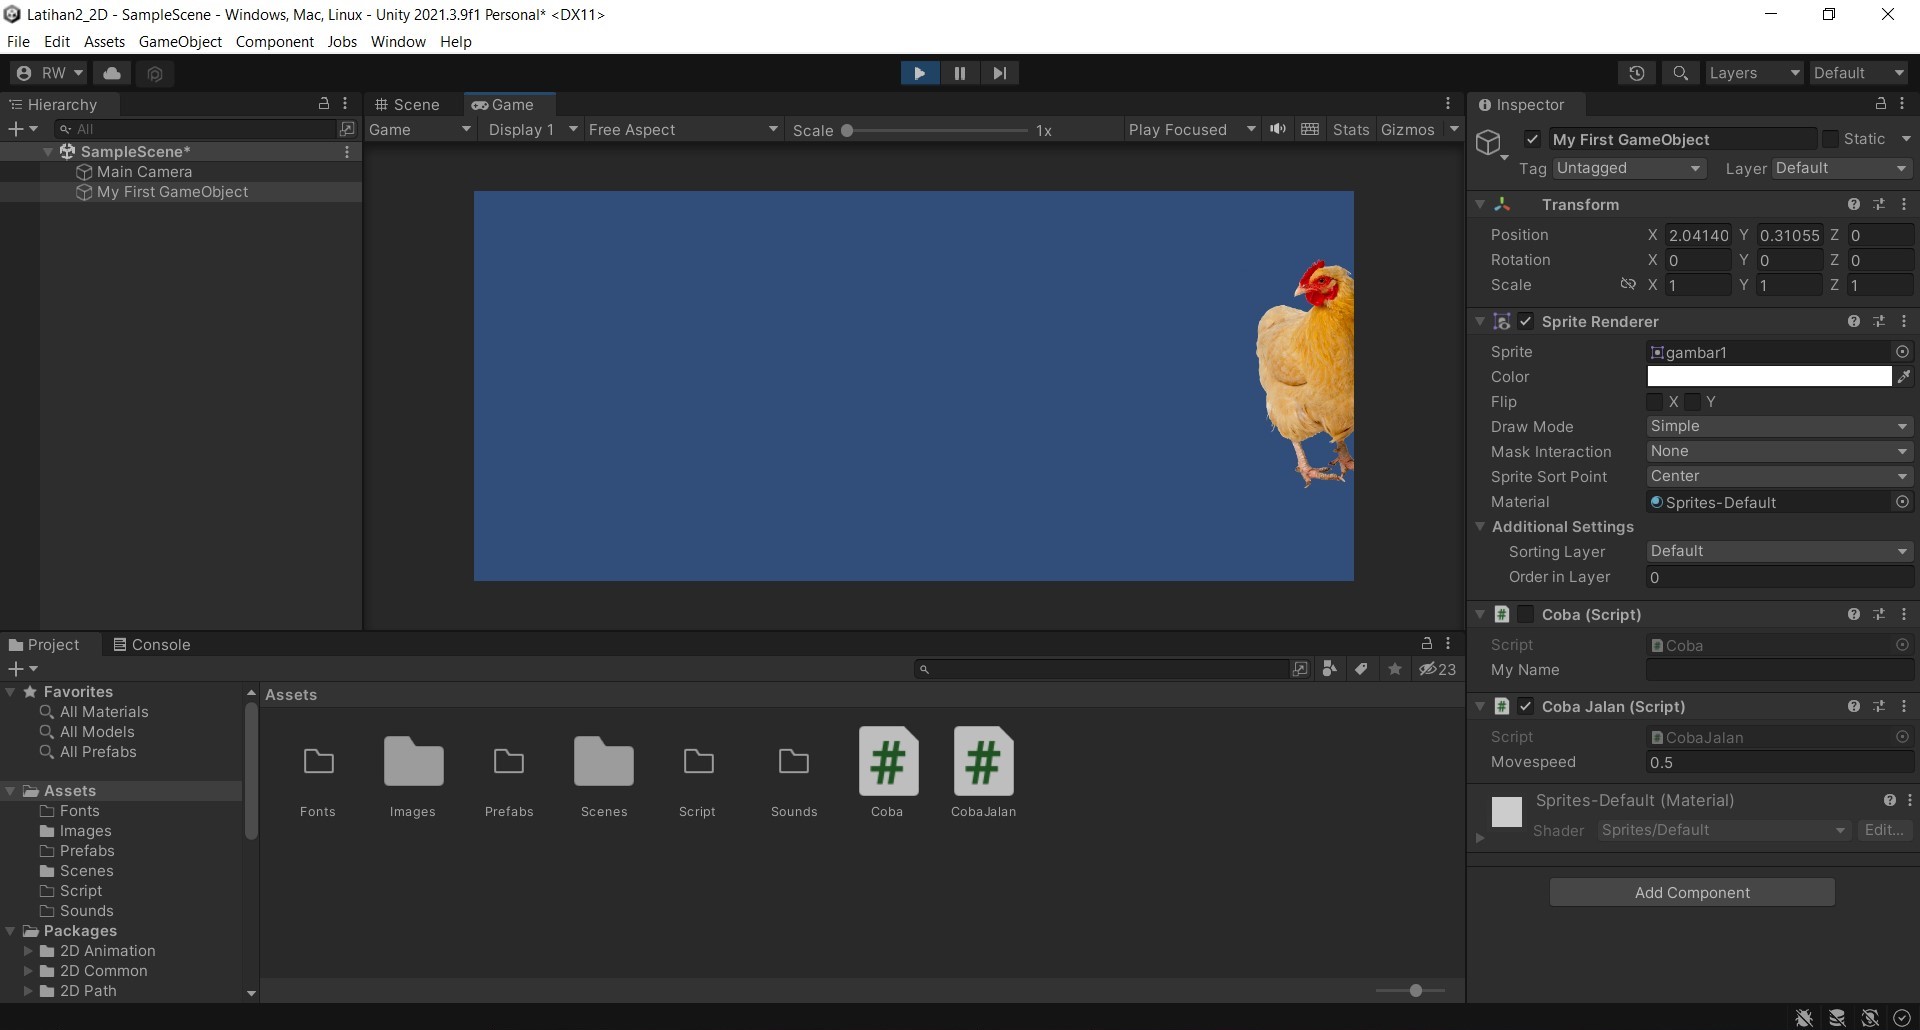 Latihan2_2D - SampleScene - Windows, Mac, Linux - Unity 2021.3.9f1 Personal* <DX11>
File Edit Assets GameObject Component Jobs Window Help
RW
Layers
Default
Hierarchy
All
SampleScene*
Main Camera
My First GameObject
Scene
Game
Game
Display 1
Free Aspect
Scale
1x
Play Focused
Stats
Gizmos
Inspector
My First GameObject
Static
Tag Untagged
Layer Default
Transform
Position X 2.04140 Y 0.31055 Z 0
Rotation X 0 Y 0 Z 0
Scale X 1 Y 1 Z 1
Sprite Renderer
Sprite gambar1
Color
Flip X Y
Draw Mode Simple
Mask Interaction None
Sprite Sort Point Center
Material Sprites-Default
Additional Settings
Sorting Layer Default
Order in Layer 0
Coba (Script)
Script Coba
My Name
Coba Jalan (Script)
Script CobaJalan
Movespeed 0.5
Sprites-Default (Material)
Shader Sprites/Default Edit...
Add Component
Project
Console
23
Favorites
All Materials
All Models
All Prefabs
Assets
Fonts
Images
Prefabs
Scenes
Script
Sounds
Packages
2D Animation
2D Common
2D Path
Assets
Fonts
Images
Prefabs
Scenes
Script
Sounds
#
Coba
#
CobaJalan